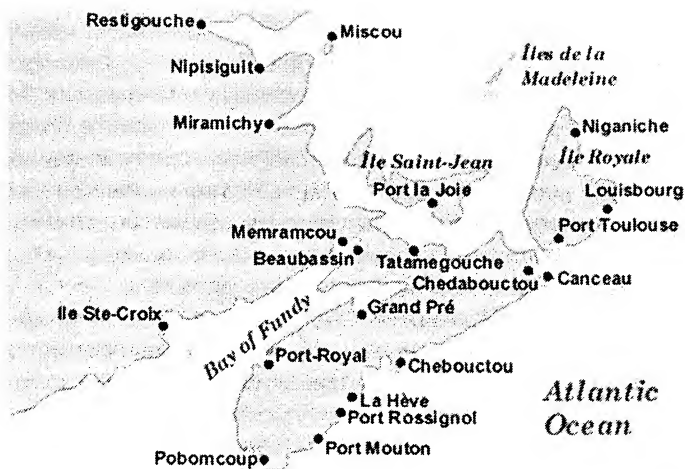 Restigouche
Miscou
Nipisiguit
Îles de la
Madeleine
Miramichy
Niganiche
Île Saint-Jean
Île Royale
Port la Joie
Louisbourg
Port Toulouse
Memramcou
Beaubassin
Tatamegouche
Chedabouctou
Canceau
Ile Ste-Croix
Bay of Fundy
Grand Pré
Port-Royal
Chebouctou
La Hève
Port Rossignol
Atlantic
Ocean
Port Mouton
Pobomcoup